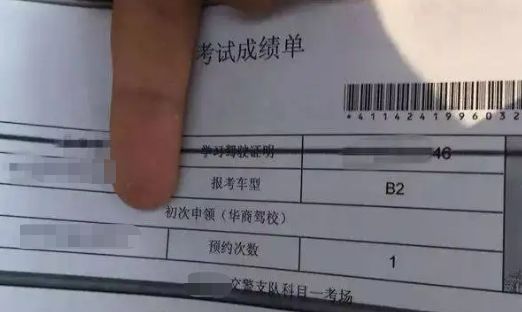 考试成绩单
*4114241996032
学习驾驶证明 46
报考车型 B2
初次申领（华商驾校）
预约次数 1
交警支队科目一考场